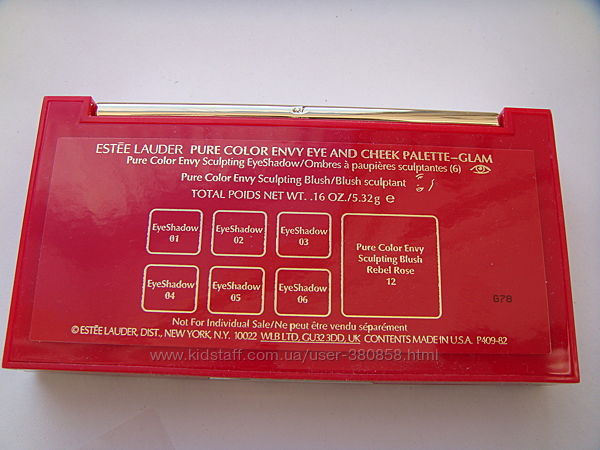 ESTĒE LAUDER PURE COLOR ENVY EYE AND CHEEK PALETTE–GLAM
Pure Color Envy Sculpting EyeShadow/Ombres à paupières sculptantes (6)
Pure Color Envy Sculpting Blush/Blush sculptant
TOTAL POIDS NET WT. .16 OZ/5.32g e
EyeShadow
01
EyeShadow
02
EyeShadow
03
EyeShadow
04
EyeShadow
05
EyeShadow
06
Pure Color Envy
Sculpting Blush
Rebel Rose
12
G78
Not For Individual Sale/Ne peut être vendu séparément
© ESTĒE LAUDER, DIST., NEW YORK, N.Y. 10022 WLB LTD, GU323DD, UK CONTENTS MADE IN U.S.A. P409-82
www.kidstaff.com.ua/user-380858.html